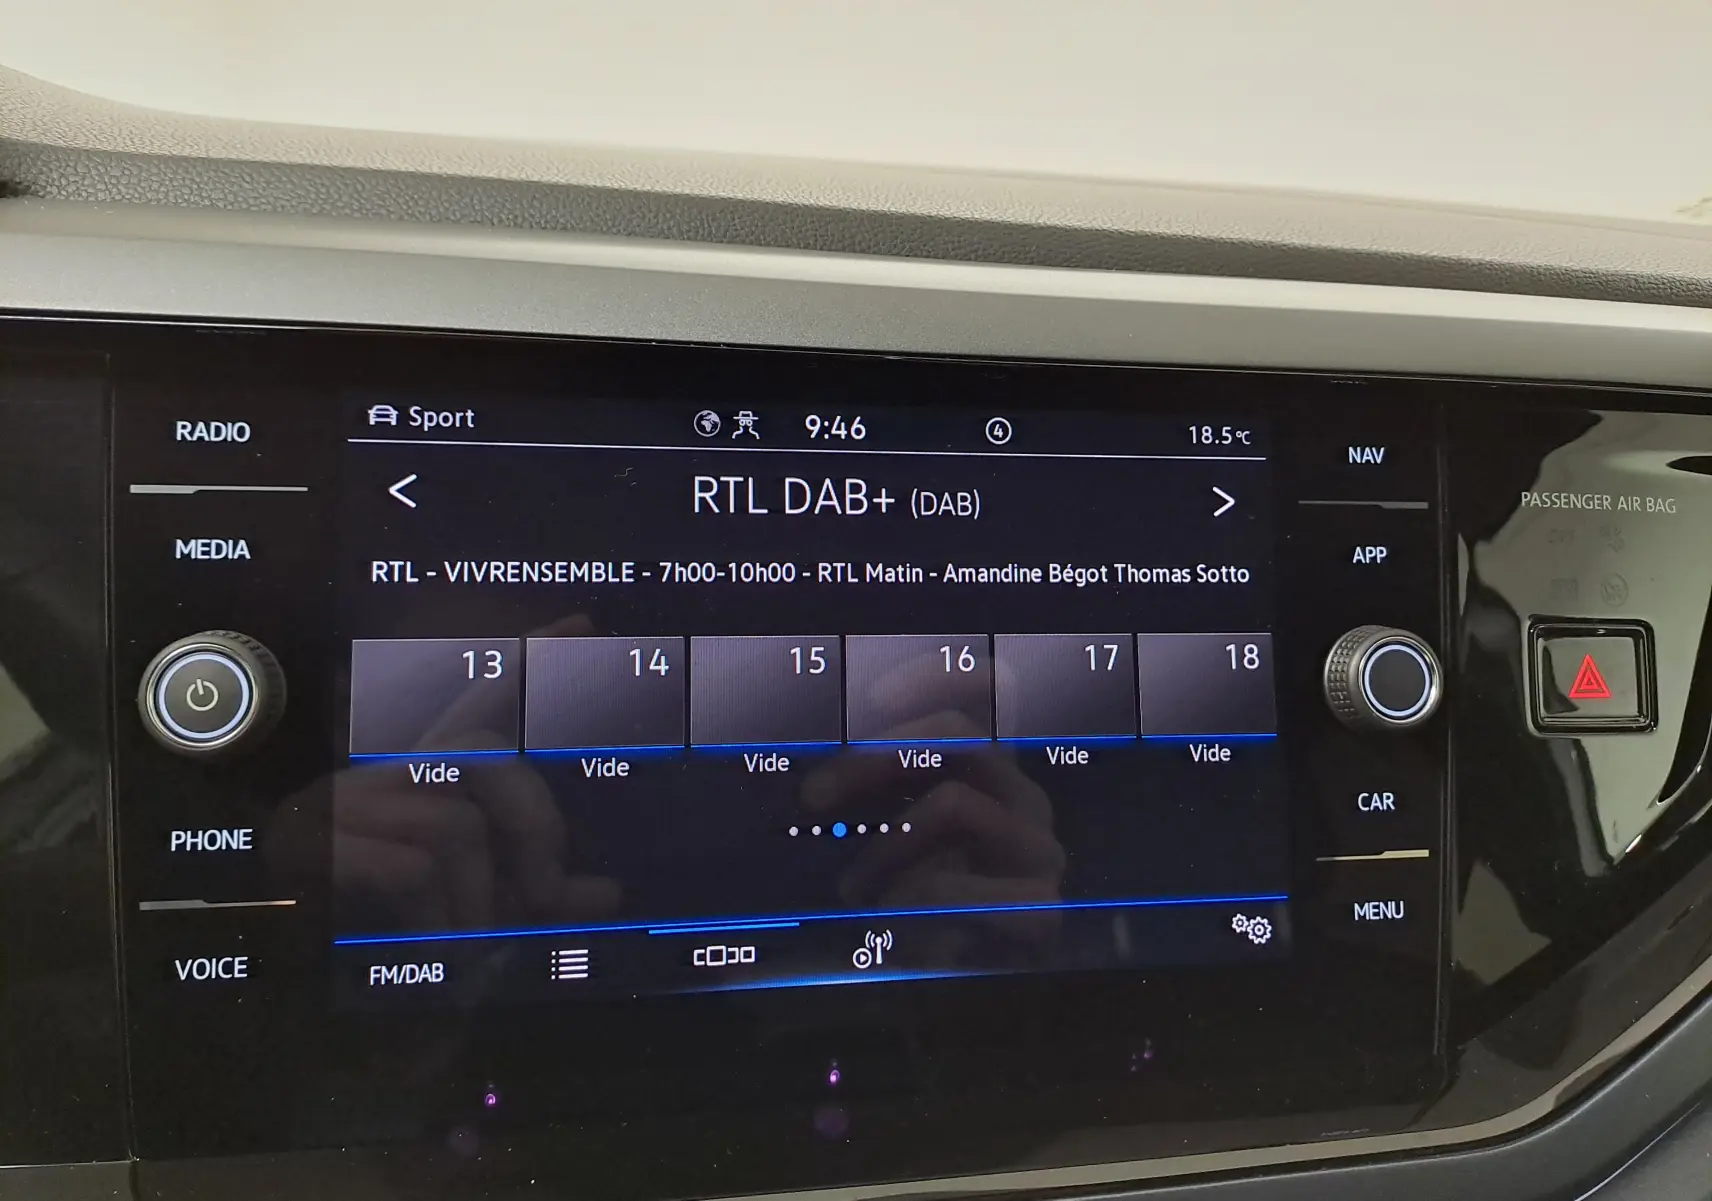 RADIO
MEDIA
PHONE
VOICE
Sport
9:46
4
18.5°C
< RTL DAB+ (DAB) >
RTL - VIVRENSEMBLE - 7h00-10h00 - RTL Matin - Amandine Bégot Thomas Sotto
13 14 15 16 17 18
Vide Vide Vide Vide Vide Vide
FM/DAB
NAV
APP
CAR
MENU
PASSENGER AIR BAG